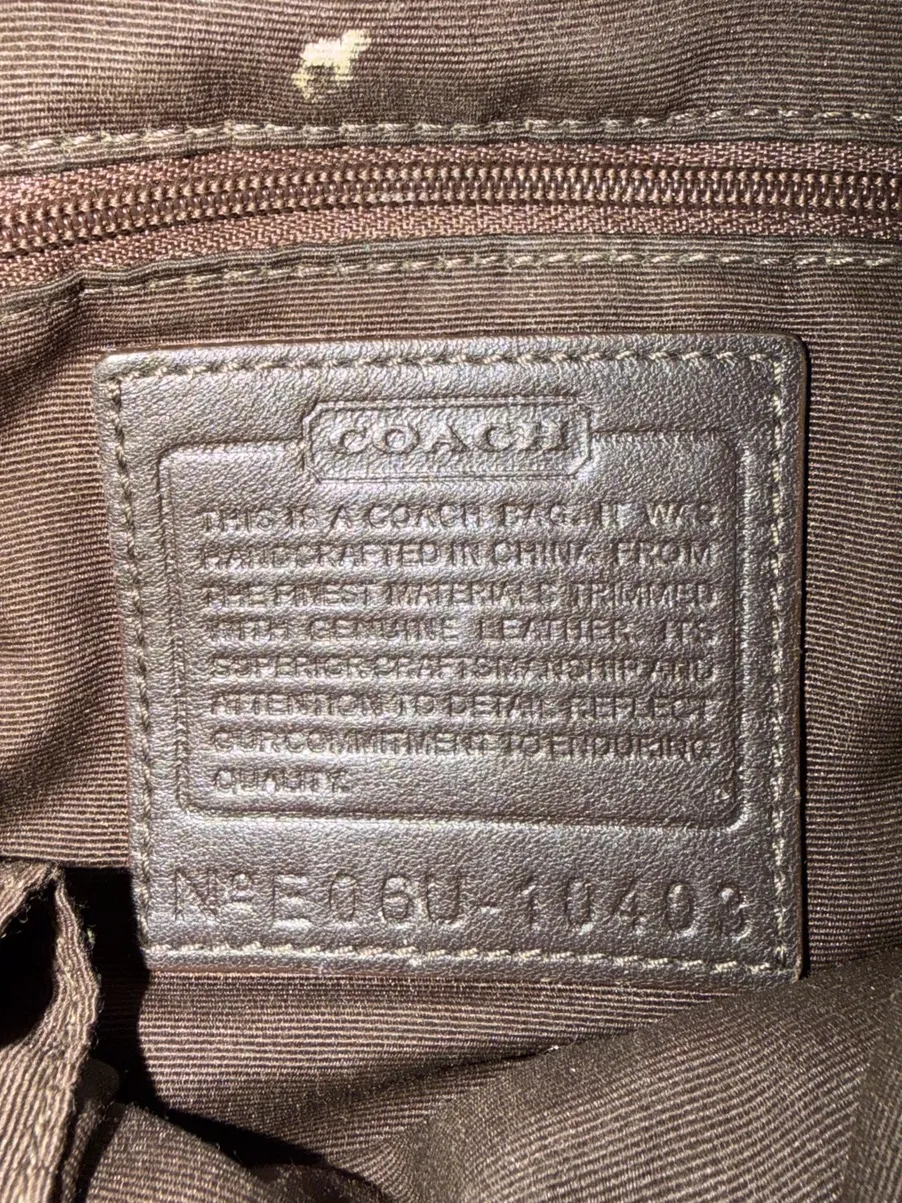 COACH
THIS IS A COACH BAG. IT WAS
HANDCRAFTED IN CHINA FROM
THE FINEST MATERIALS TRIMMED
WITH GENUINE LEATHER. ITS
SUPERIOR CRAFTSMANSHIP AND
ATTENTION TO DETAIL REFLECT
OUR COMMITMENT TO ENDURING
QUALITY.
Nº E06U-10403